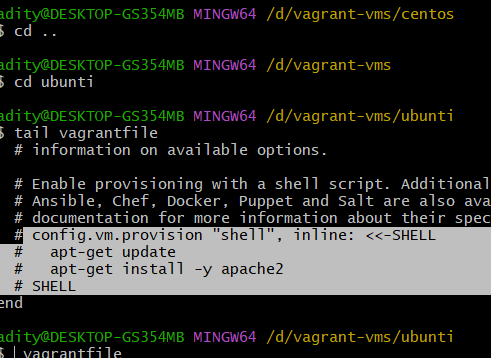 adity@DESKTOP-GS354MB MINGW64 /d/vagrant-vms/centos
$ cd ..
adity@DESKTOP-GS354MB MINGW64 /d/vagrant-vms
$ cd ubunti
adity@DESKTOP-GS354MB MINGW64 /d/vagrant-vms/ubunti
$ tail vagrantfile
# information on available options.
# Enable provisioning with a shell script. Additional
# Ansible, Chef, Docker, Puppet and Salt are also ava
# documentation for more information about their spec
# config.vm.provision "shell", inline: <<-SHELL
#   apt-get update
#   apt-get install -y apache2
# SHELL
end
adity@DESKTOP-GS354MB MINGW64 /d/vagrant-vms/ubunti
$ vagrantfile